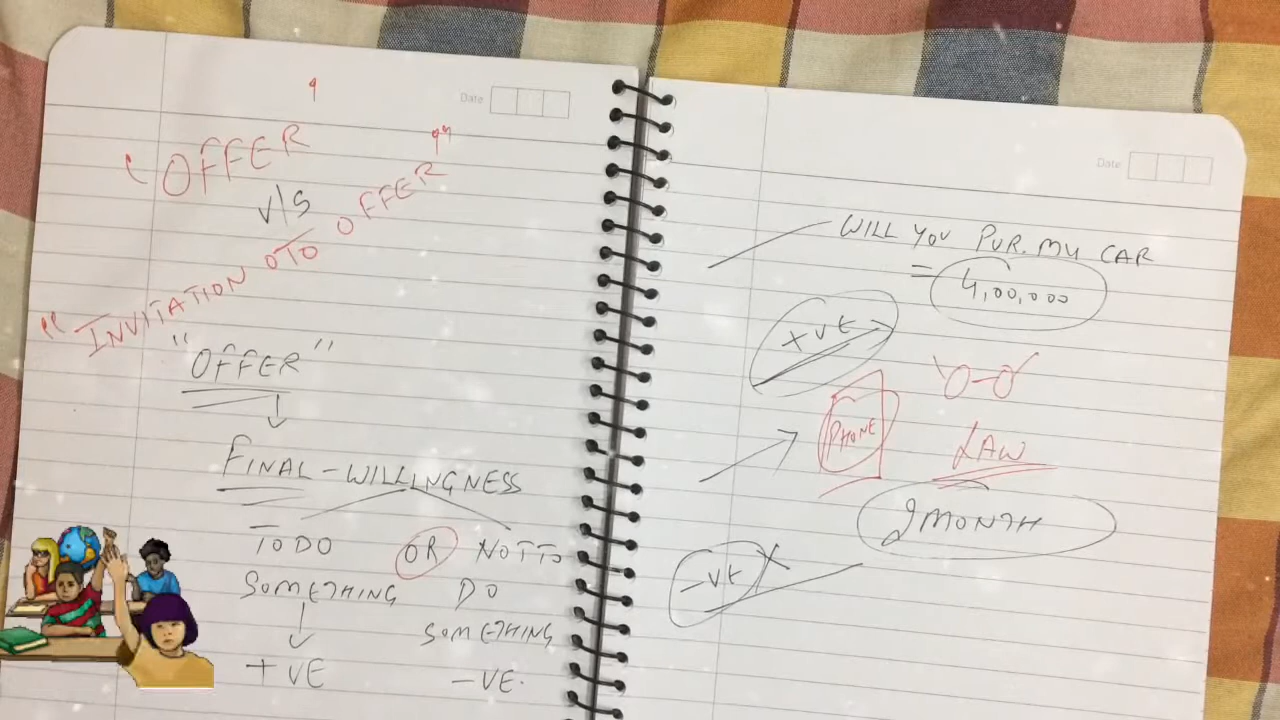 Date
'OFFER'
V/S
"INVITATION OTO OFFER"
"OFFER"
FINAL-WILLINGNESS
TO DO OR NOT TO
SOMETHING DO
SOMETHING
+VE -VE.
Date
WILL YOU PUR. MY CAR
= 4,00,000
+VE
PHONE LAW
2 MONTH
-VE